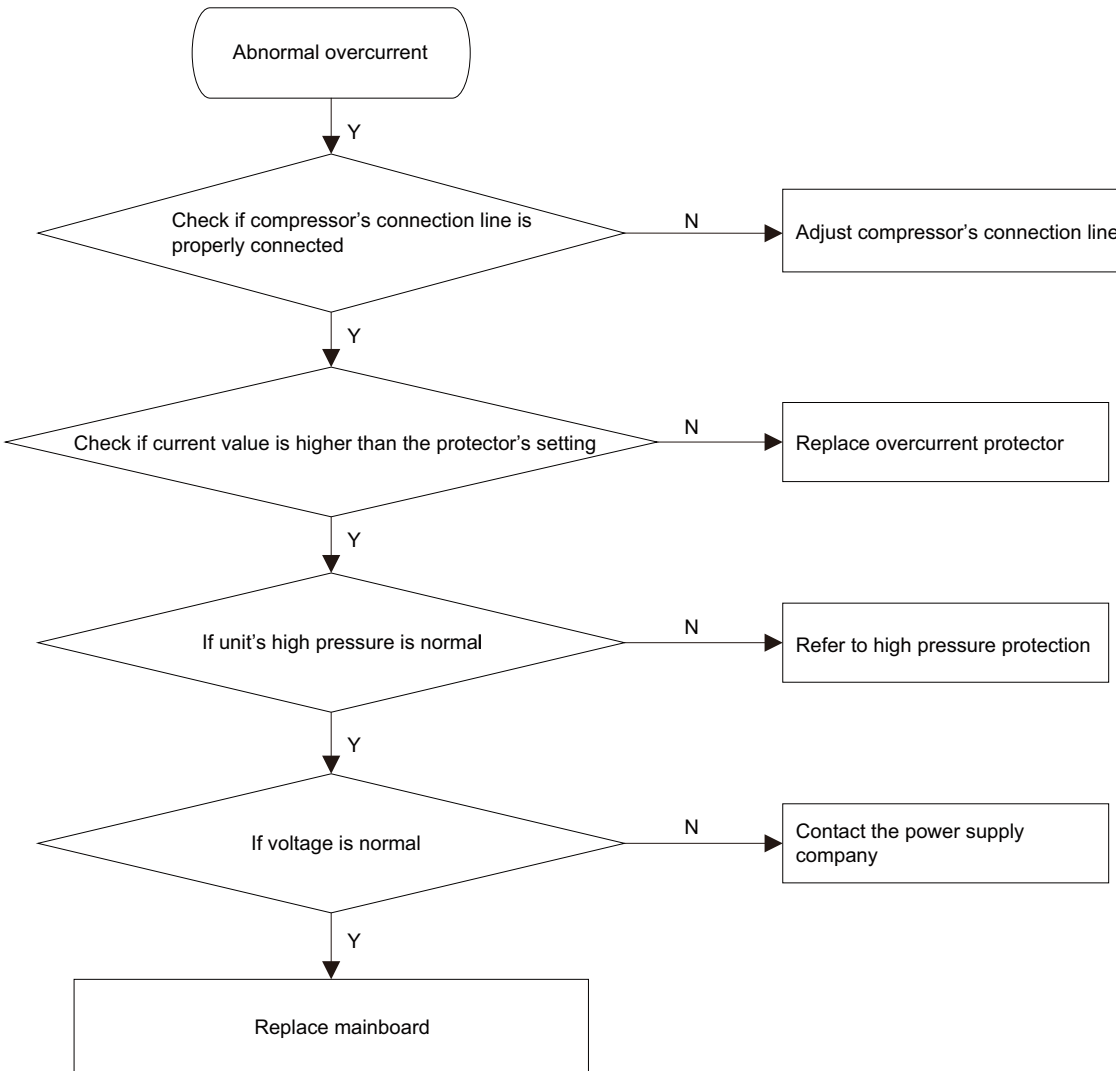 Abnormal overcurrent
Y
Check if compressor’s connection line is
properly connected
N
Adjust compressor’s connection line
Y
Check if current value is higher than the protector’s setting
N
Replace overcurrent protector
Y
If unit’s high pressure is normal
N
Refer to high pressure protection
Y
If voltage is normal
N
Contact the power supply
company
Y
Replace mainboard